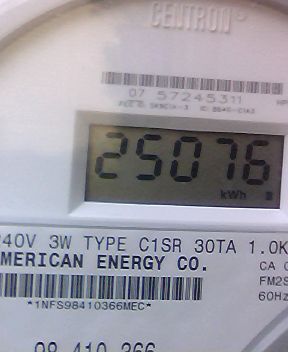 CENTRON®
07 57245311
25076
kWh
240V 3W TYPE C1SR 30TA 1.0K
AMERICAN ENERGY CO.
CA
FM2S
60Hz
*1NFS98410366MEC*
98 410 366